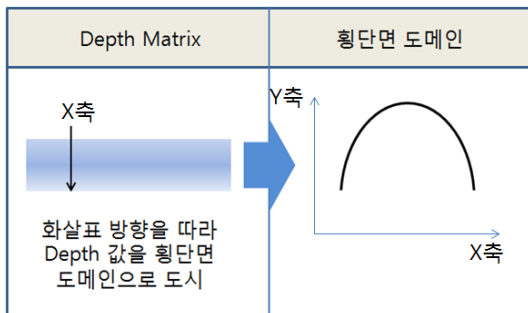 Depth Matrix
횡단면 도메인
X축
화살표 방향을 따라
Depth 값을 횡단면
도메인으로 도시
Y축
X축